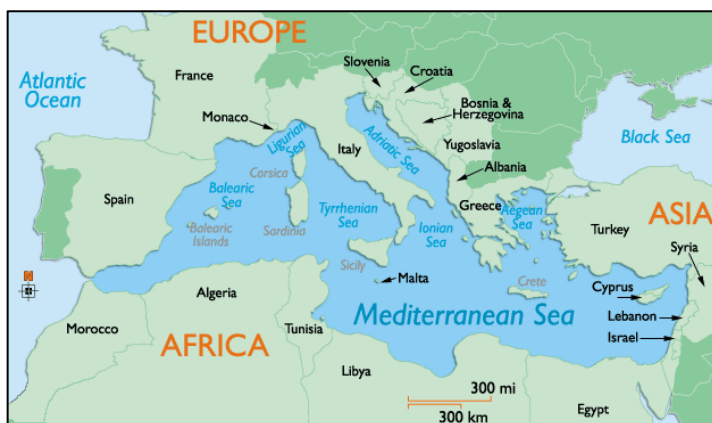 EUROPE
Atlantic
Ocean
France
Slovenia
Croatia
Bosnia &
Herzegovina
Monaco
Ligurian
Sea
Italy
Adriatic Sea
Yugoslavia
Black Sea
Corsica
Albania
Spain
Balearic
Sea
Balearic
Islands
Sardinia
Tyrrhenian
Sea
Ionian
Sea
Greece
Aegean
Sea
Turkey
ASIA
Syria
Sicily
Malta
Crete
Cyprus
Lebanon
Israel
N
Algeria
Morocco
Tunisia
AFRICA
Mediterranean Sea
Libya
300 mi
300 km
Egypt